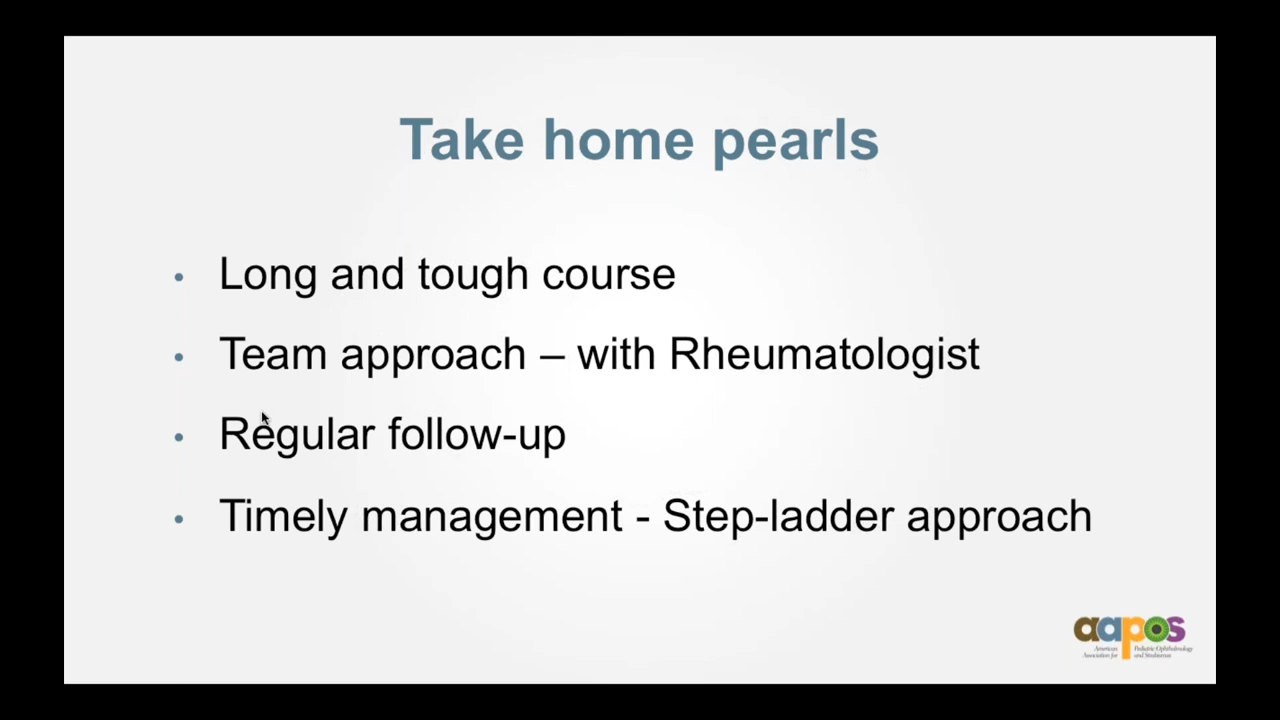 Take home pearls
• Long and tough course
• Team approach – with Rheumatologist
• Regular follow-up
• Timely management - Step-ladder approach
aapos
American Association for Pediatric Ophthalmology and Strabismus